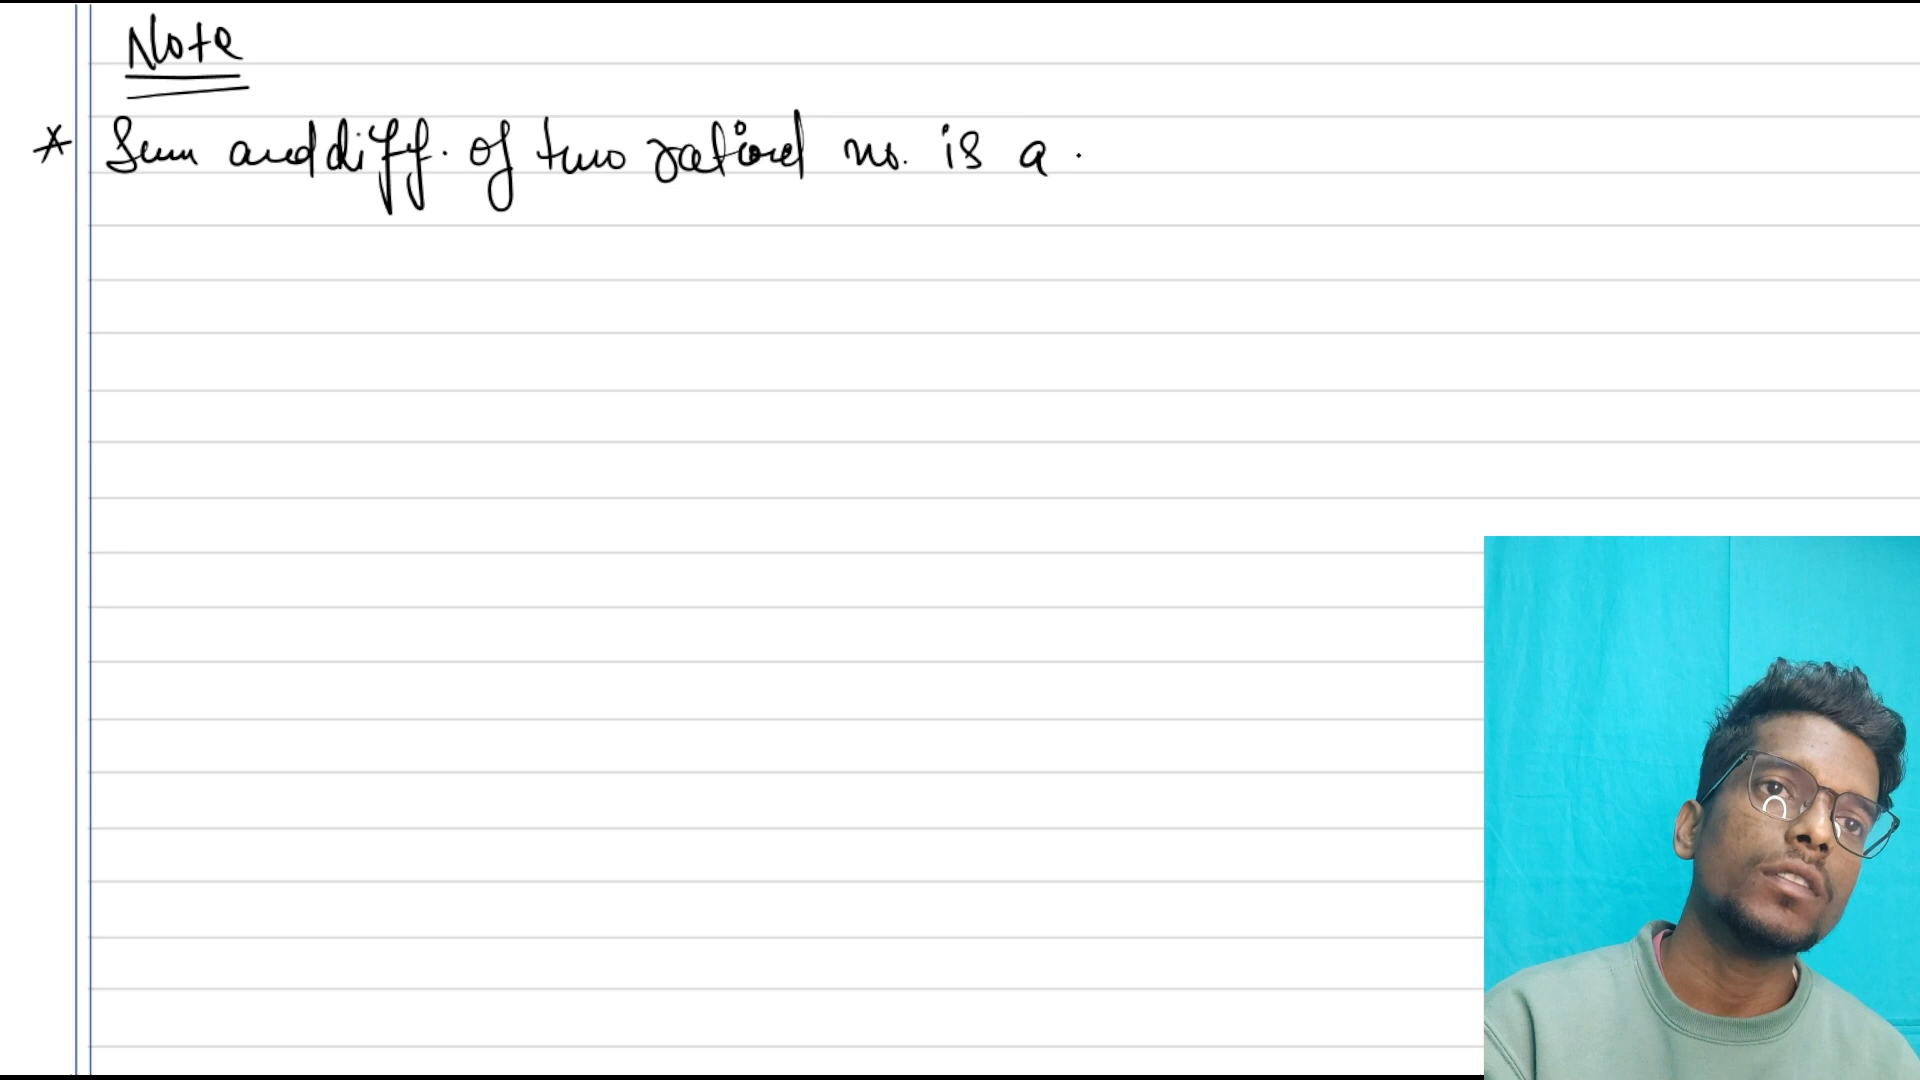 Note
* Sum and diff. of two rational no. is a.